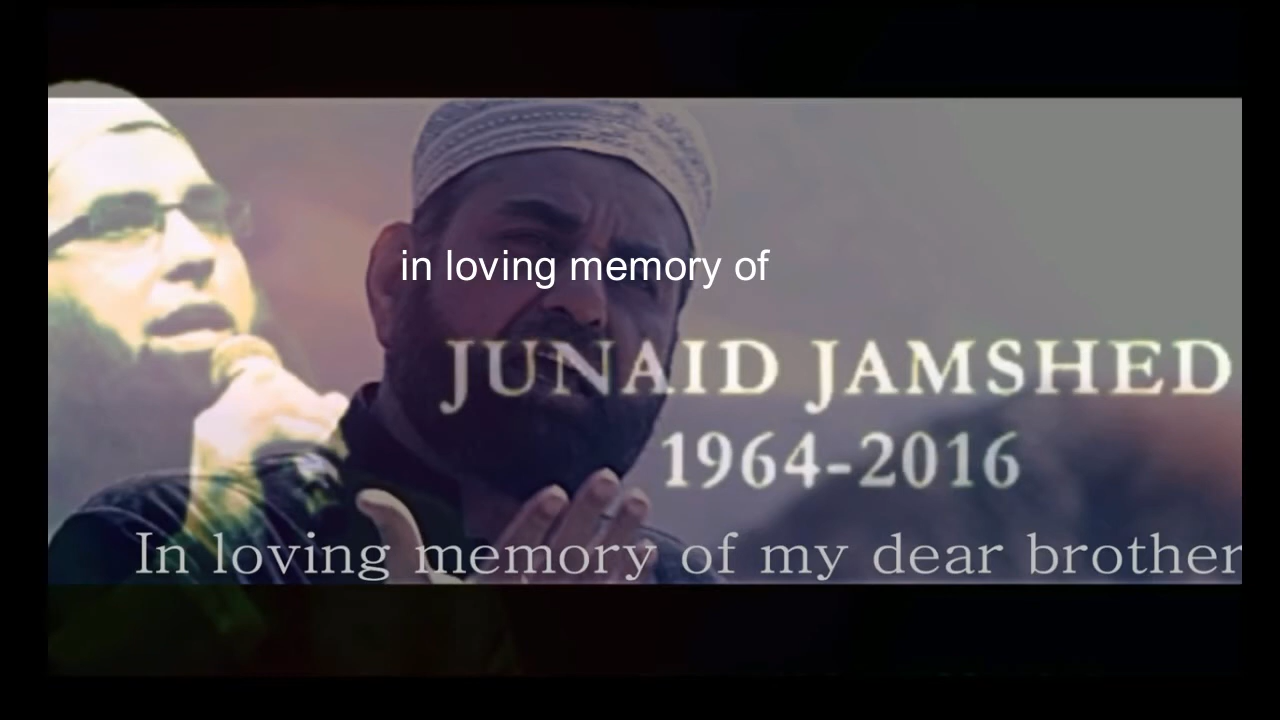 in loving memory of
JUNAID JAMSHED
1964-2016
In loving memory of my dear brother